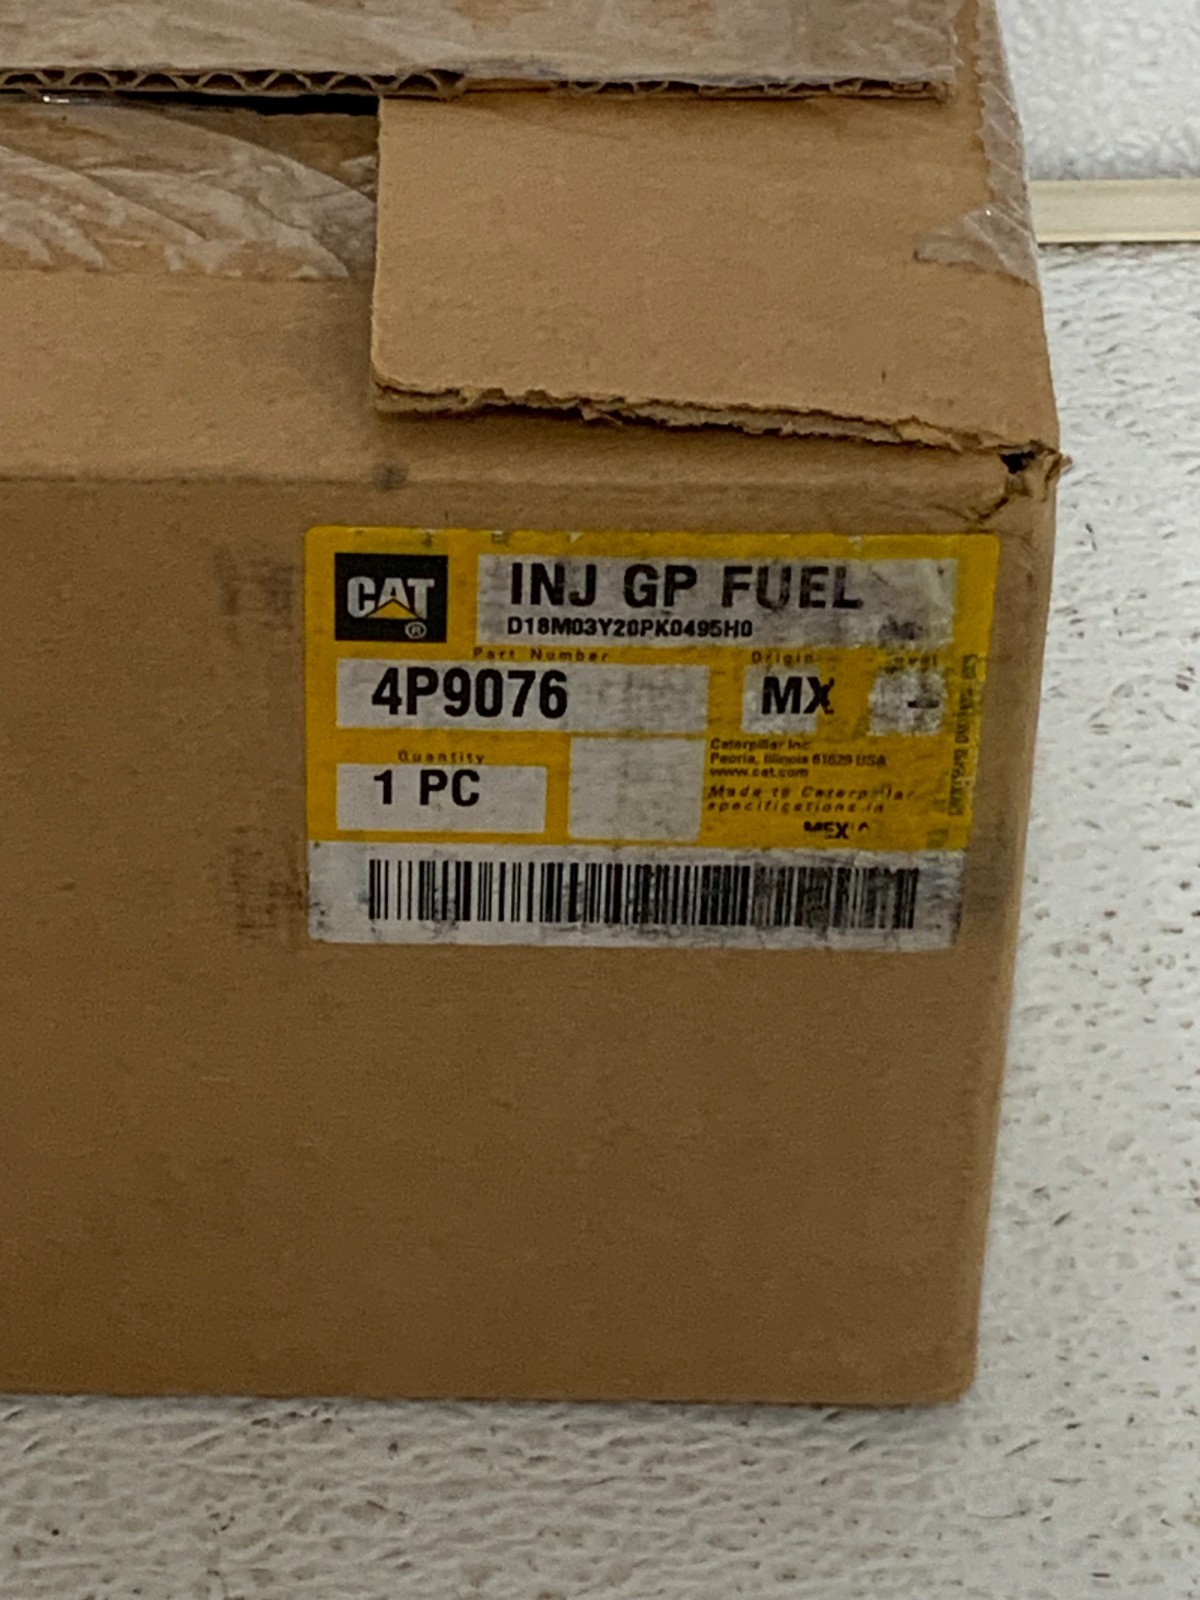 CAT®
INJ GP FUEL
D18M03Y20PK0495H0
Part Number
Origin
4P9076
MX
-
Quantity
1 PC
Caterpillar Inc.
Peoria, Illinois 61629 USA
www.cat.com
Made to Caterpillar
specifications in
MEXIC